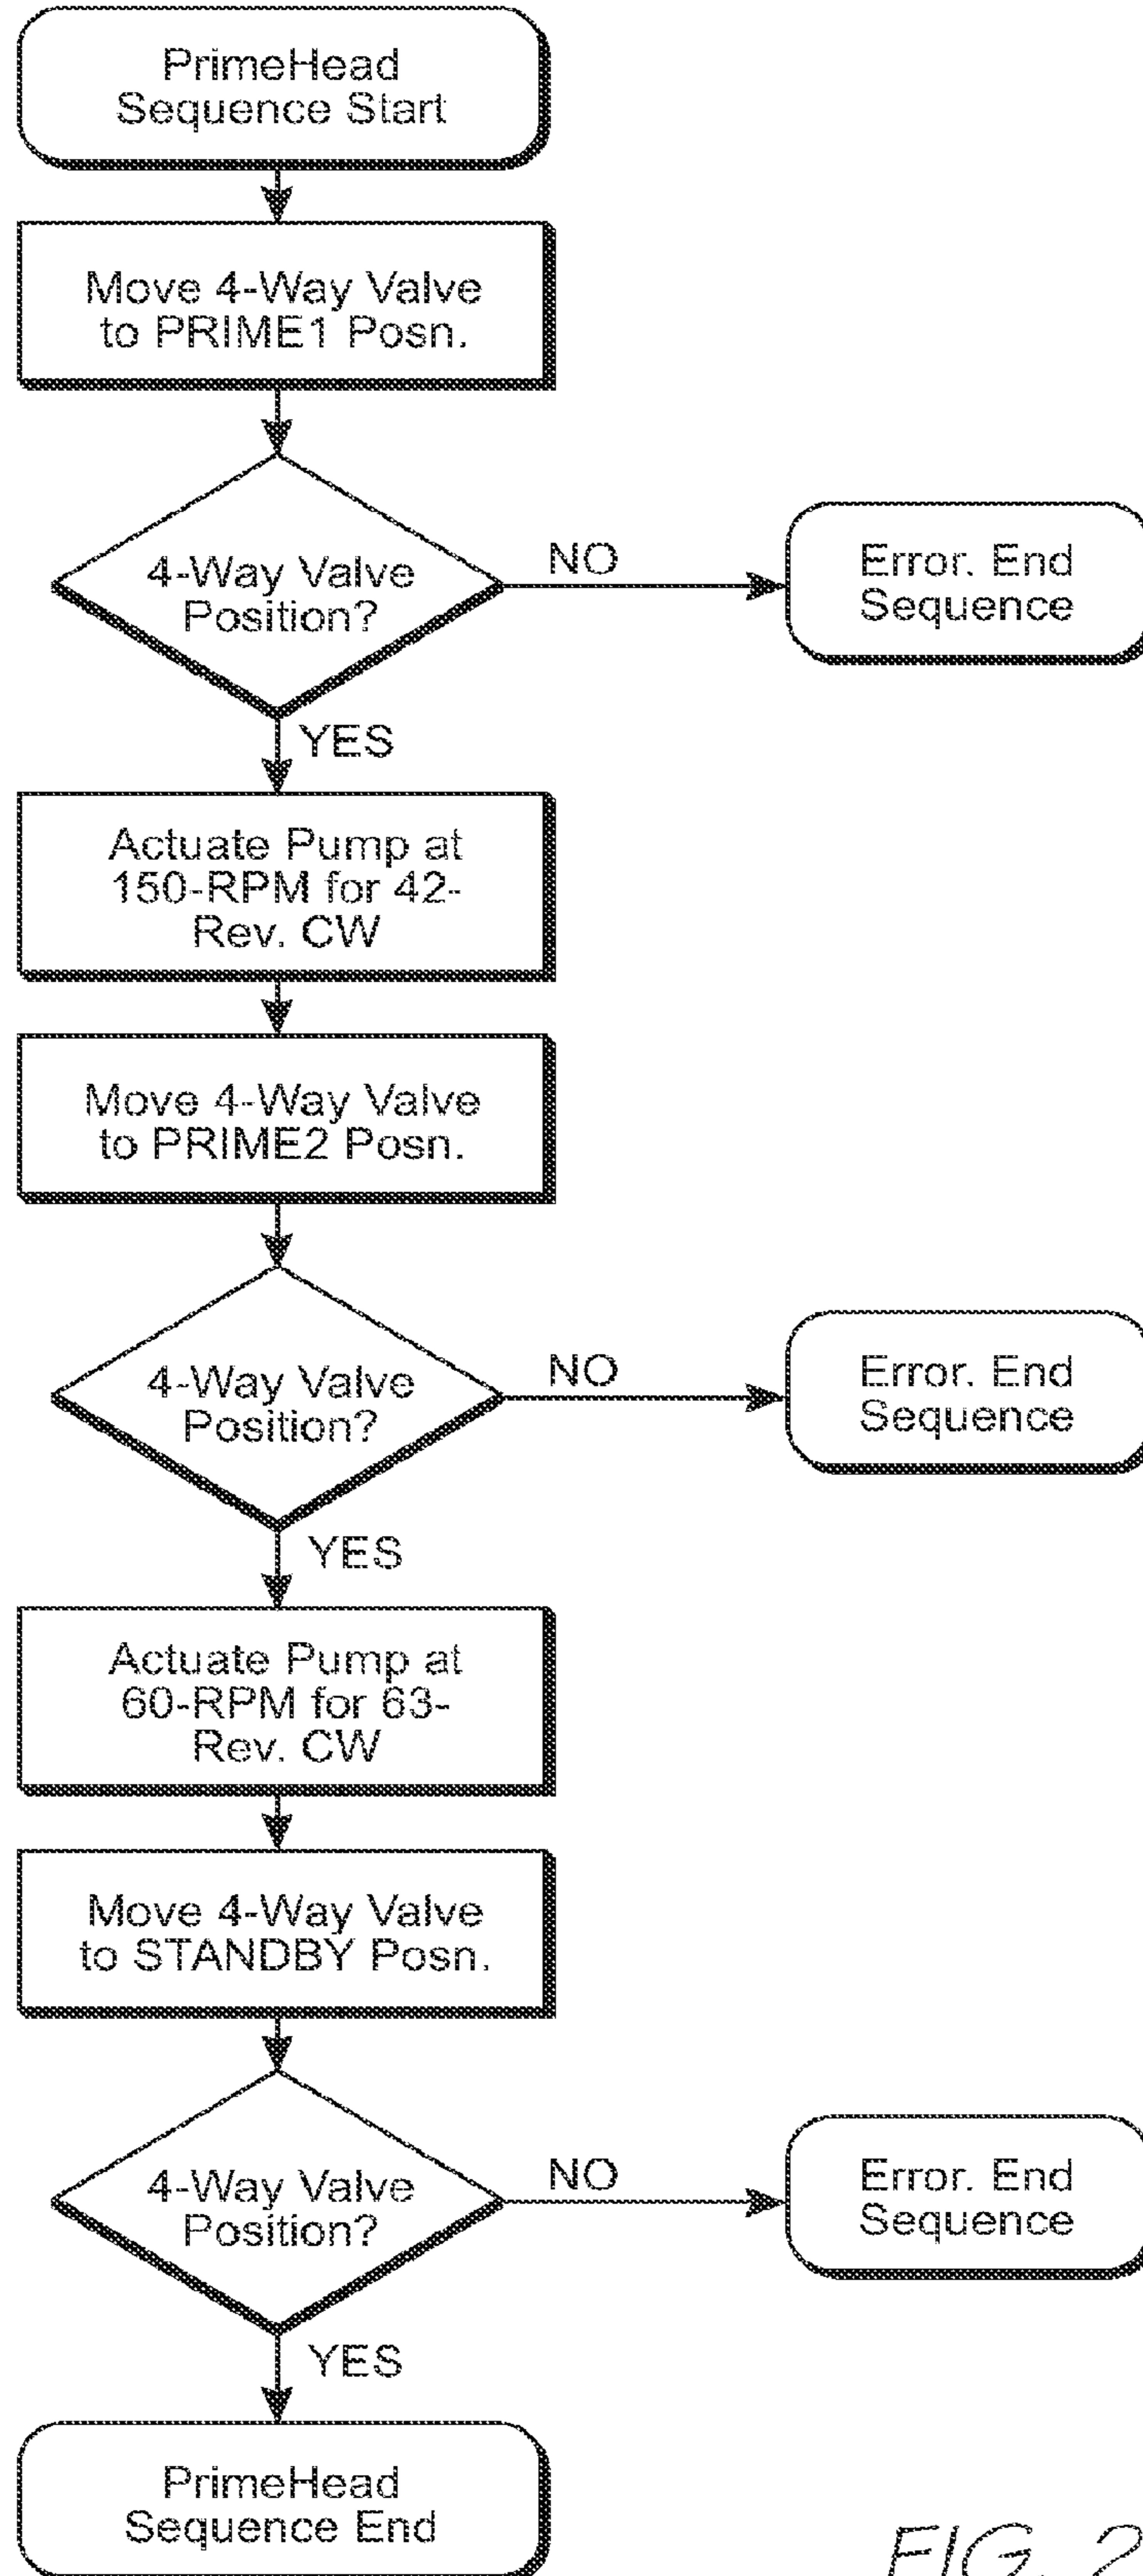 PrimeHead
Sequence Start
Move 4-Way Valve
to PRIME1 Posn.
4-Way Valve
Position?
NO
Error. End
Sequence
YES
Actuate Pump at
150-RPM for 42-
Rev. CW
Move 4-Way Valve
to PRIME2 Posn.
4-Way Valve
Position?
NO
Error. End
Sequence
YES
Actuate Pump at
60-RPM for 63-
Rev. CW
Move 4-Way Valve
to STANDBY Posn.
4-Way Valve
Position?
NO
Error. End
Sequence
YES
PrimeHead
Sequence End
FIG. 2